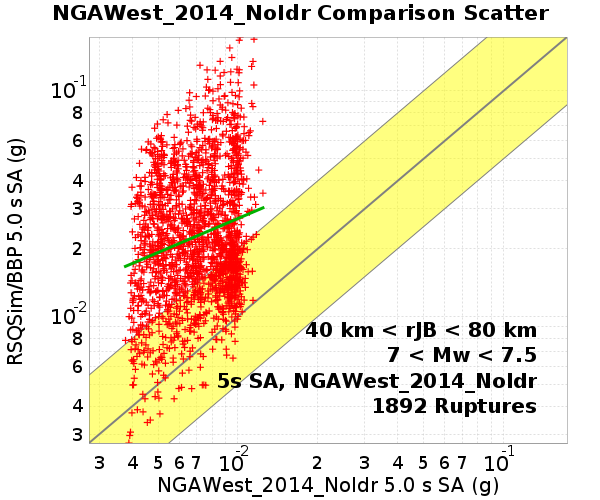 NGAWest_2014_NoIdr Comparison Scatter
RSQSim/BBP 5.0 s SA (g)
10-1
8
6
4
3
2
10-2
8
6
4
3
40 km < rJB < 80 km
7 < Mw < 7.5
5s SA, NGAWest_2014_NoIdr
1892 Ruptures
3 4 5 6 7 10-2 2 3 4 5 6 7 10-1
NGAWest_2014_NoIdr 5.0 s SA (g)